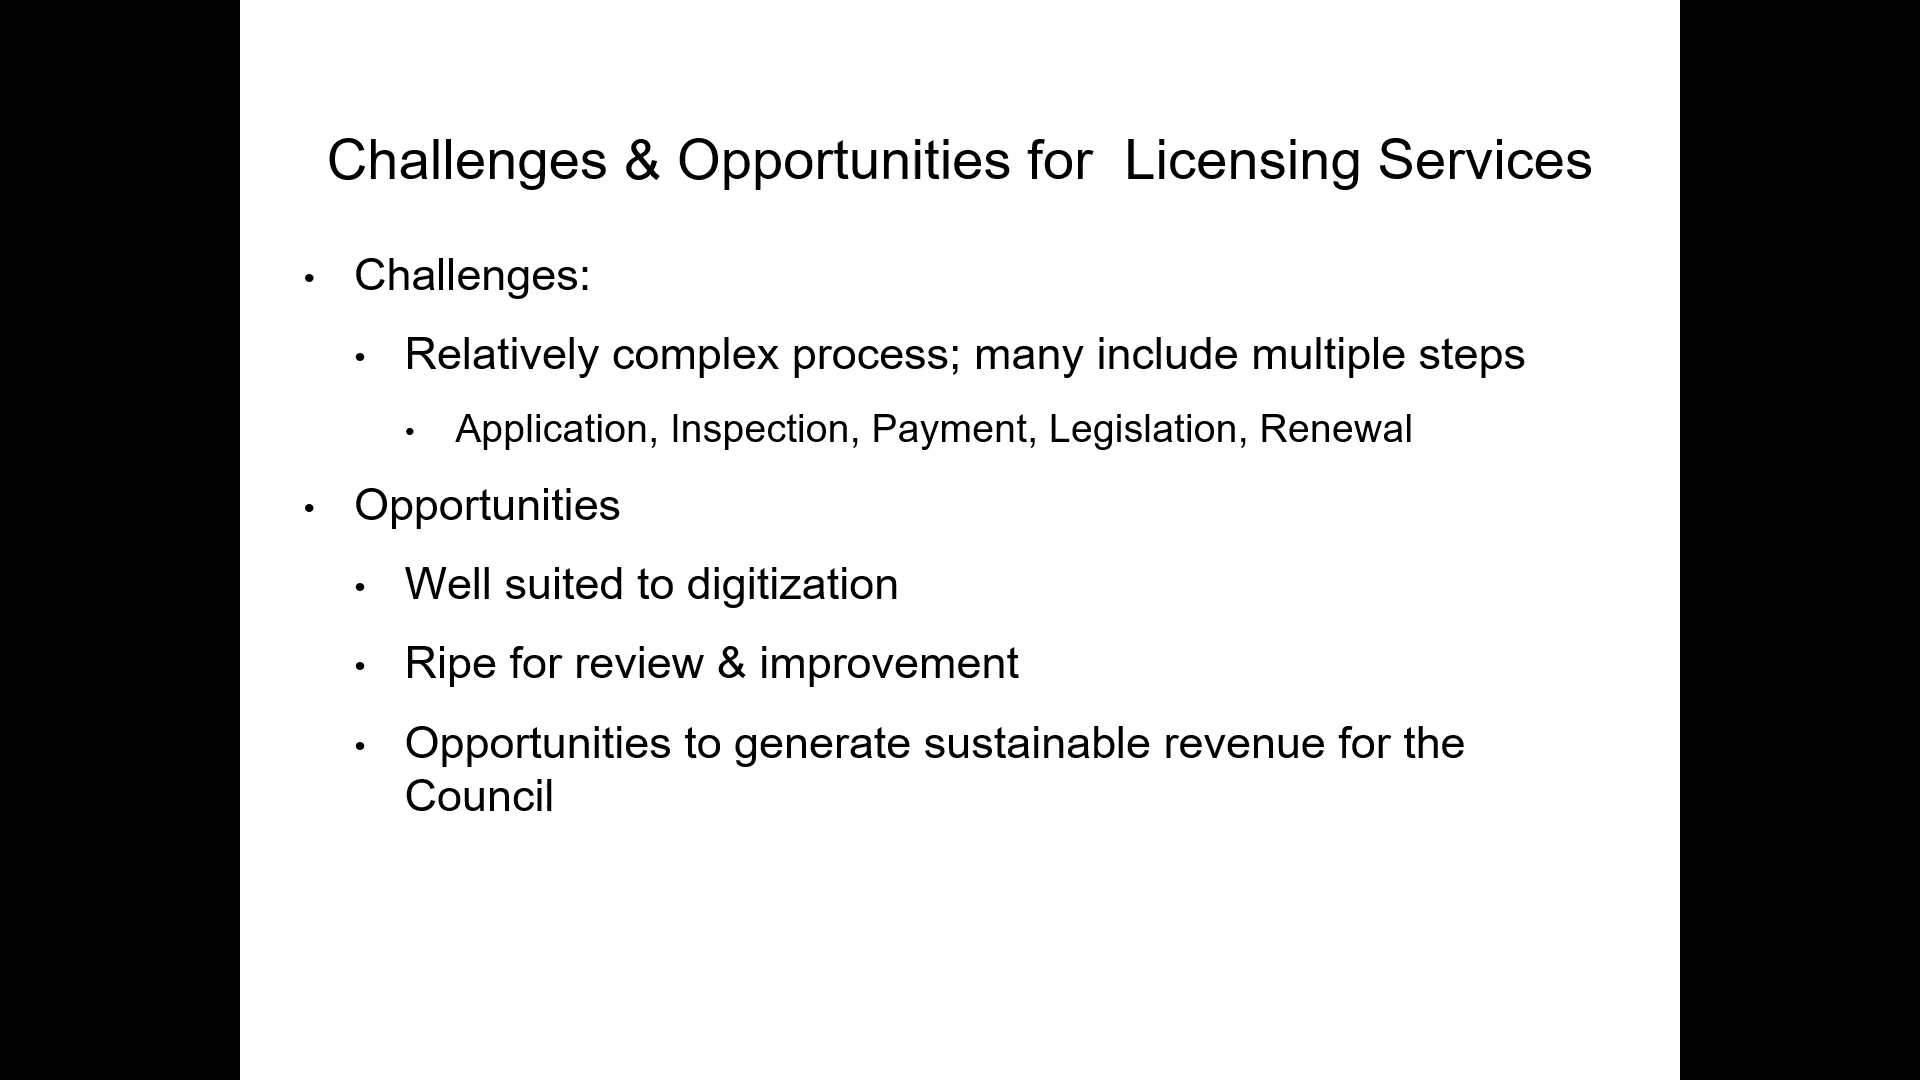 Challenges & Opportunities for  Licensing Services
• Challenges:
• Relatively complex process; many include multiple steps
• Application, Inspection, Payment, Legislation, Renewal
• Opportunities
• Well suited to digitization
• Ripe for review & improvement
• Opportunities to generate sustainable revenue for the
Council